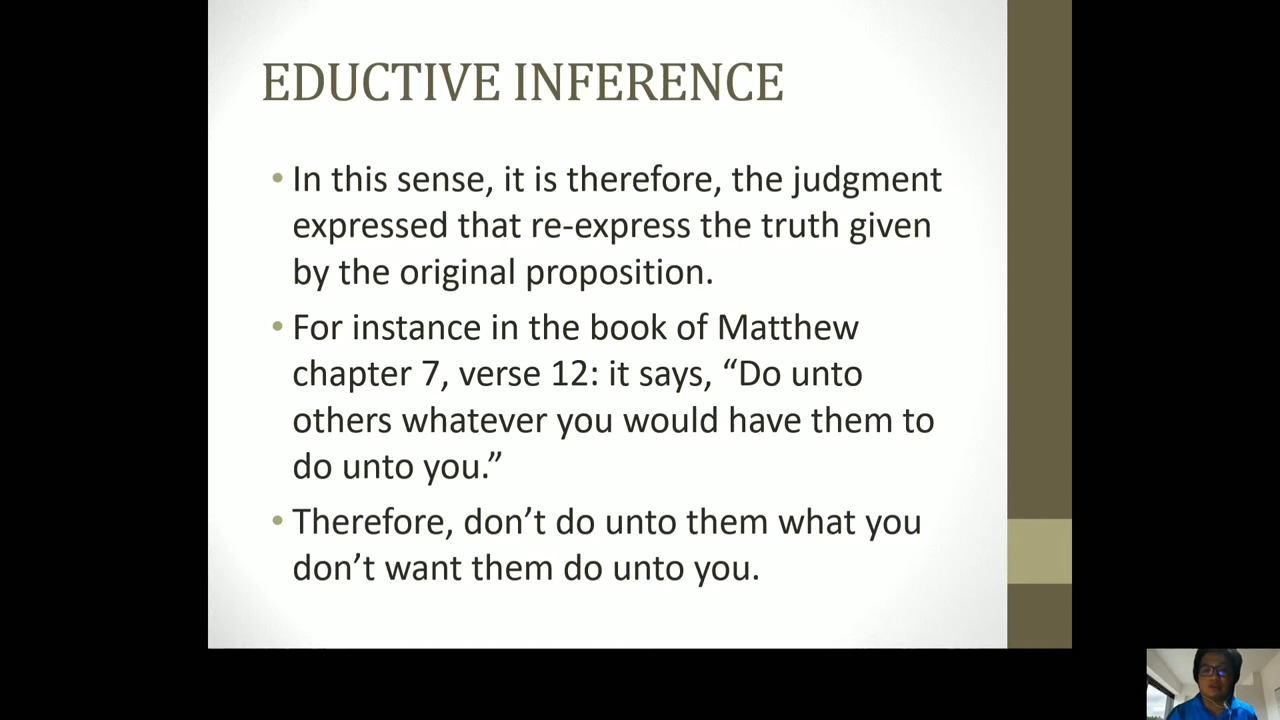 EDUCTIVE INFERENCE
• In this sense, it is therefore, the judgment
expressed that re-express the truth given
by the original proposition.
• For instance in the book of Matthew
chapter 7, verse 12: it says, “Do unto
others whatever you would have them to
do unto you.”
• Therefore, don’t do unto them what you
don’t want them do unto you.